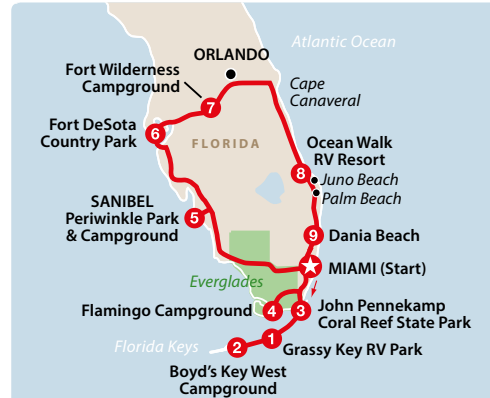 Atlantic Ocean
ORLANDO
Fort Wilderness
Campground
Cape
Canaveral
7
Fort DeSota
Country Park
6
FLORIDA
Ocean Walk
RV Resort
8
Juno Beach
Palm Beach
SANIBEL
Periwinkle Park
& Campground
5
9
Dania Beach
MIAMI (Start)
Everglades
Flamingo Campground
4
3
John Pennekamp
Coral Reef State Park
Florida Keys
2
1
Grassy Key RV Park
Boyd's Key West
Campground